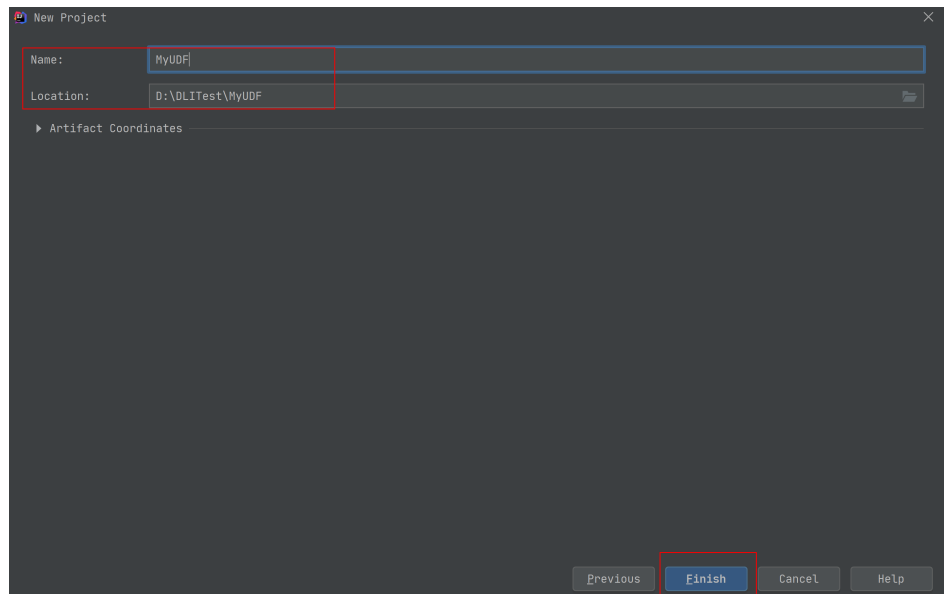 New Project
Name: MyUDF
Location: D:\DLITest\MyUDF
Artifact Coordinates
Previous Finish Cancel Help